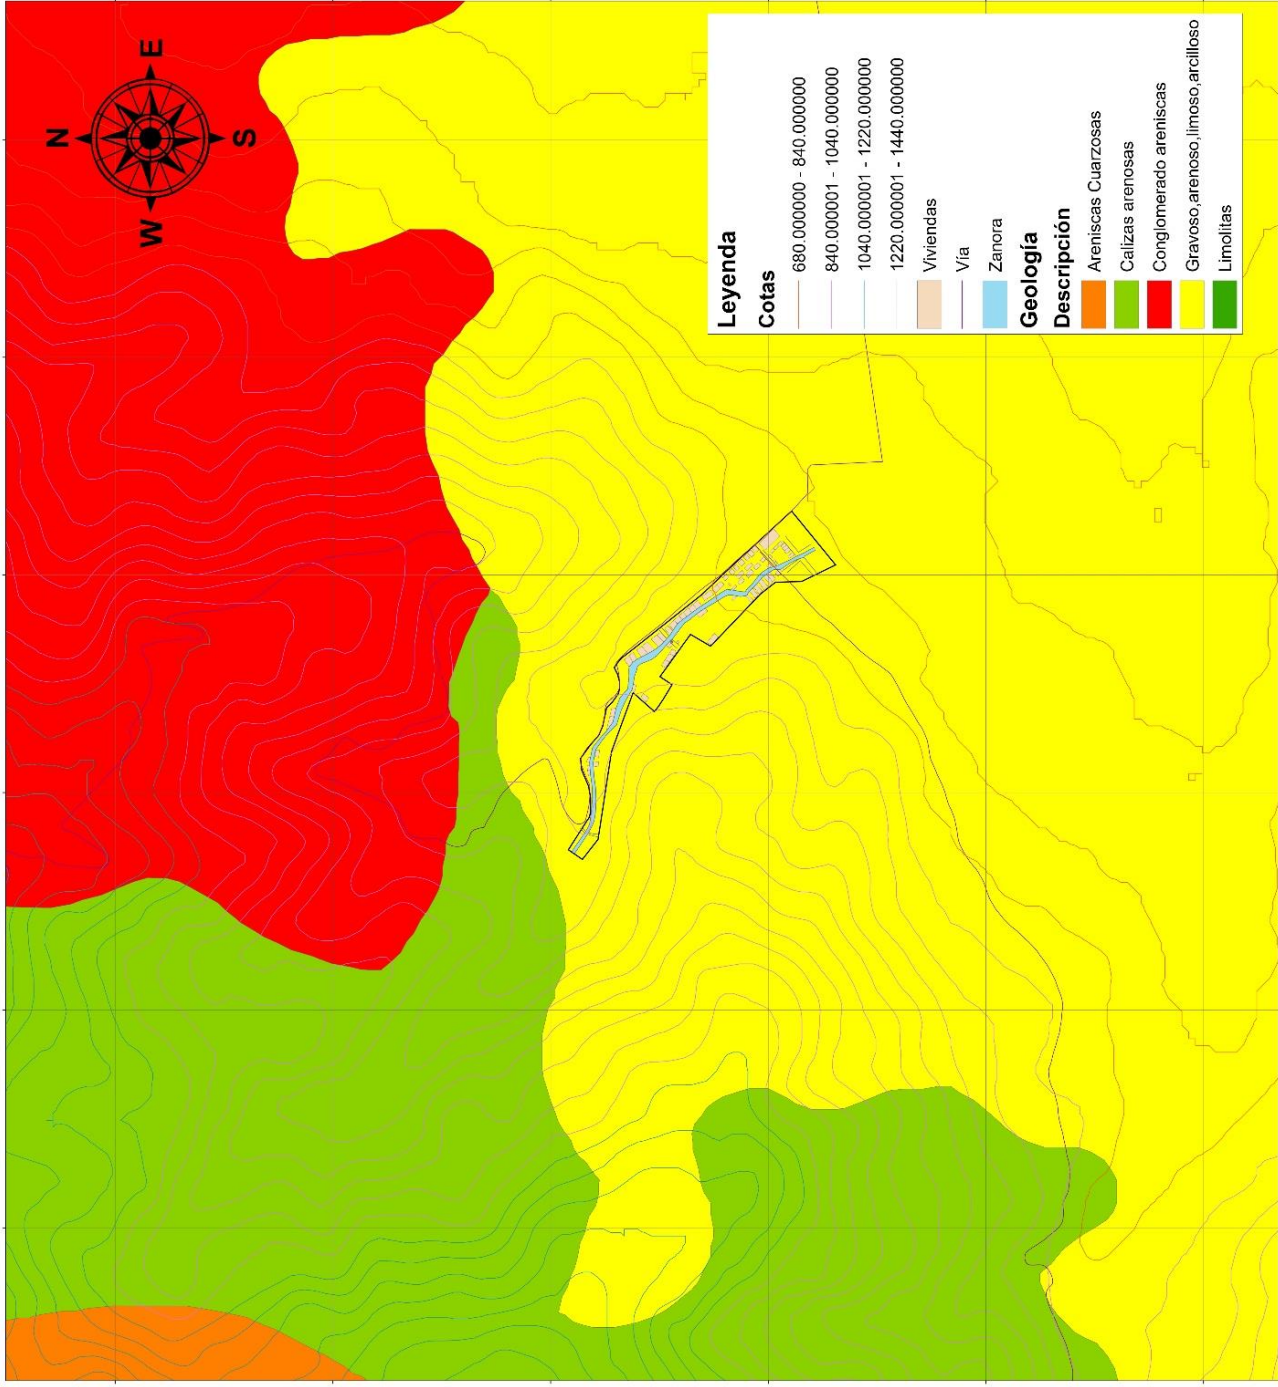 N
W
E
S
Leyenda
Cotas
680.000000 - 840.000000
840.000001 - 1040.000000
1040.000001 - 1220.000000
1220.000001 - 1440.000000
Viviendas
Vía
Zanora
Geología
Descripción
Areniscas Cuarzosas
Calizas arenosas
Conglomerado areniscas
Gravoso,arenoso,limoso,arcilloso
Limolitas